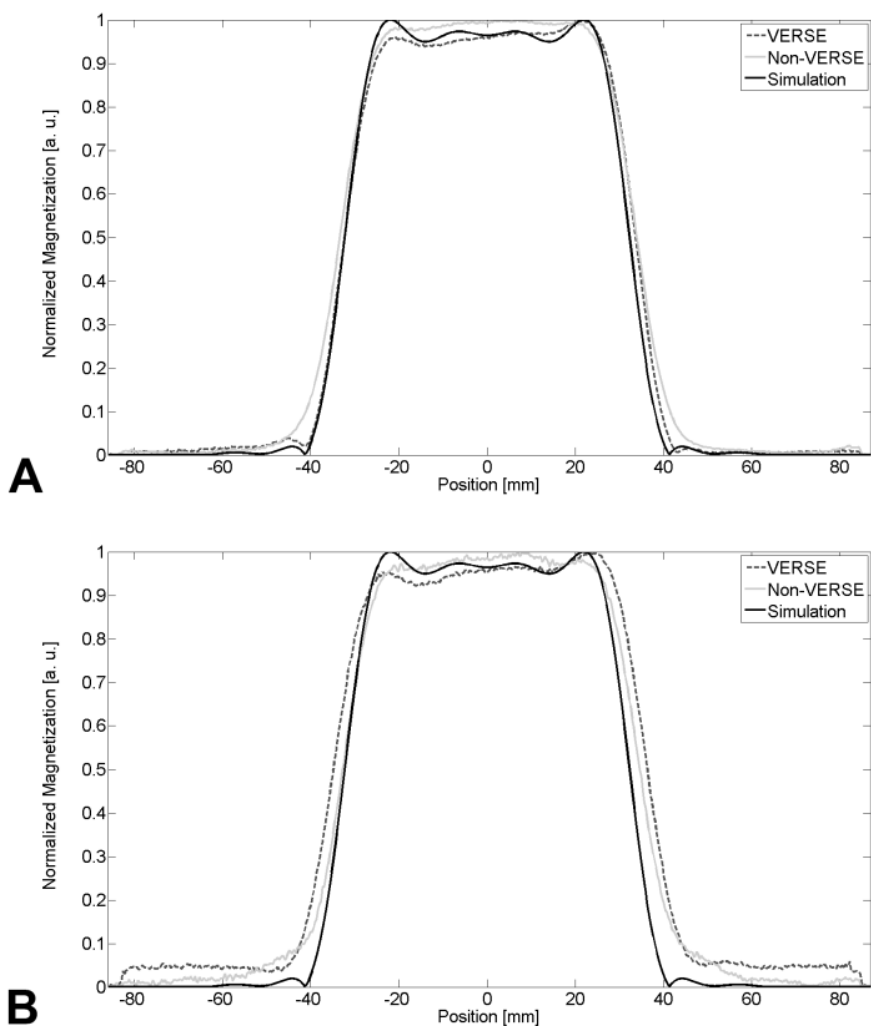 1
0.9
0.8
0.7
0.6
0.5
0.4
0.3
0.2
0.1
0
Normalized Magnetization [a. u.]
VERSE
Non-VERSE
Simulation
-80 -60 -40 -20 0 20 40 60 80
Position [mm]
A
1
0.9
0.8
0.7
0.6
0.5
0.4
0.3
0.2
0.1
0
Normalized Magnetization [a. u.]
VERSE
Non-VERSE
Simulation
-80 -60 -40 -20 0 20 40 60 80
Position [mm]
B